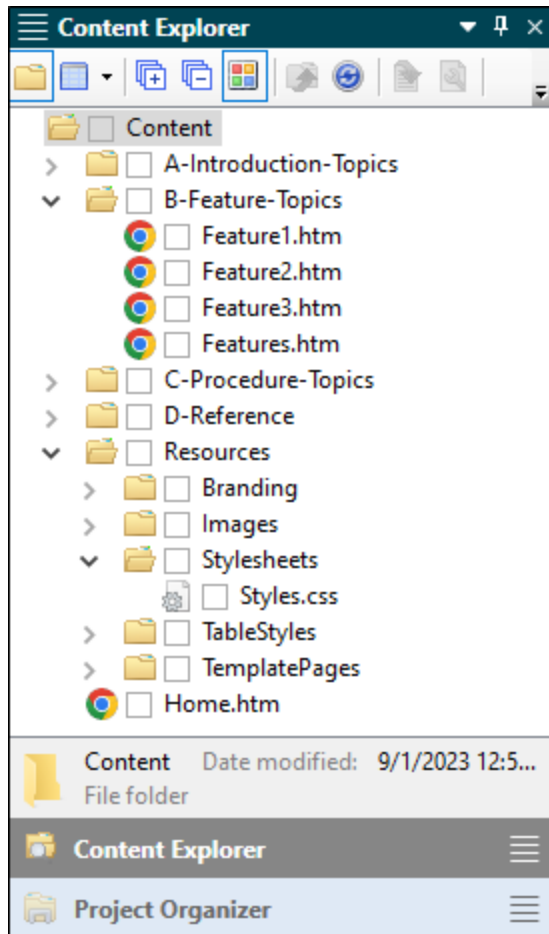 Content Explorer
Content
A-Introduction-Topics
B-Feature-Topics
Feature1.htm
Feature2.htm
Feature3.htm
Features.htm
C-Procedure-Topics
D-Reference
Resources
Branding
Images
Stylesheets
Styles.css
TableStyles
TemplatePages
Home.htm
Content Date modified: 9/1/2023 12:5...
File folder
Content Explorer
Project Organizer